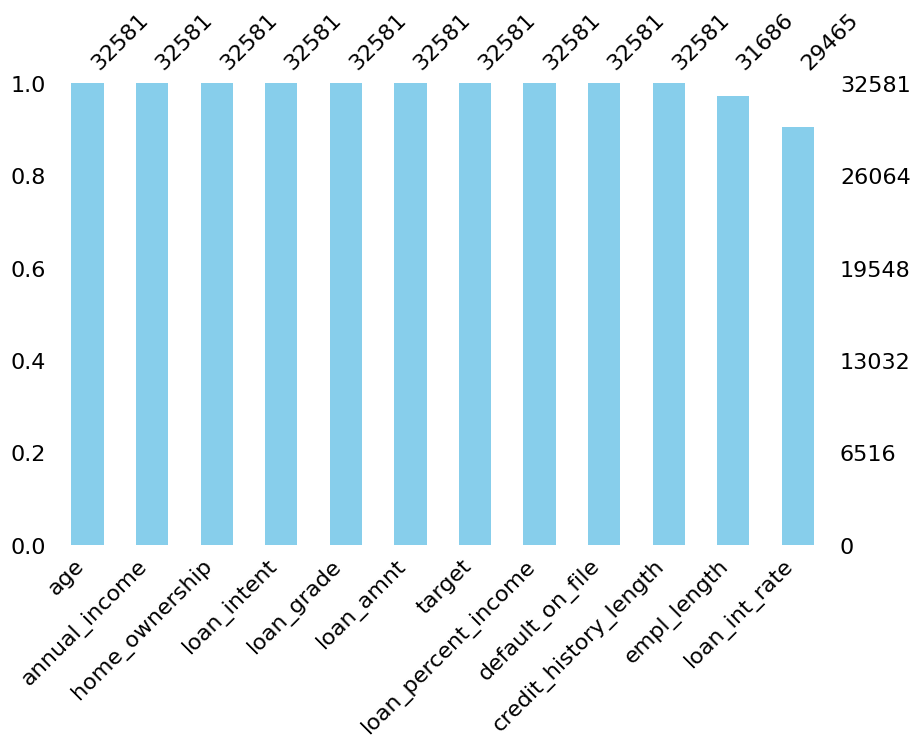 32581
32581
32581
32581
32581
32581
32581
32581
32581
32581
31686
29465
1.0
32581
0.8
26064
0.6
19548
0.4
13032
0.2
6516
0.0
0
age
annual_income
home_ownership
loan_intent
loan_grade
loan_amnt
target
loan_percent_income
default_on_file
credit_history_length
empl_length
loan_int_rate